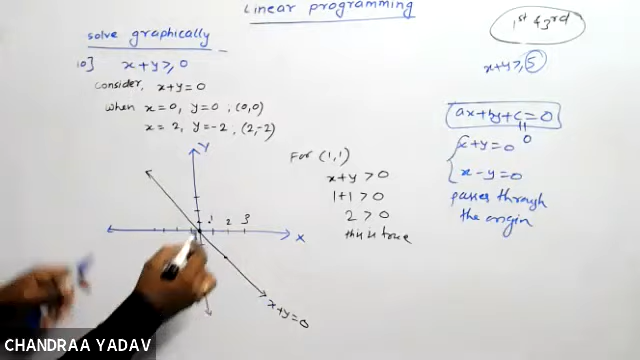 Linear programming
solve graphically
10] x+y ≥ 0
Consider, x+y=0
when x=0, y=0, (0,0)
x=2, y=-2, (2,-2)
Y
1 2 3
X
x+y=0
For (1,1)
x+y > 0
1+1 > 0
2 > 0
this is true
1st & 3rd
x+y ≥ 5
ax+by+c=0
0
x+y=0
x-y=0
passes through
the origin
CHANDRAA YADAV